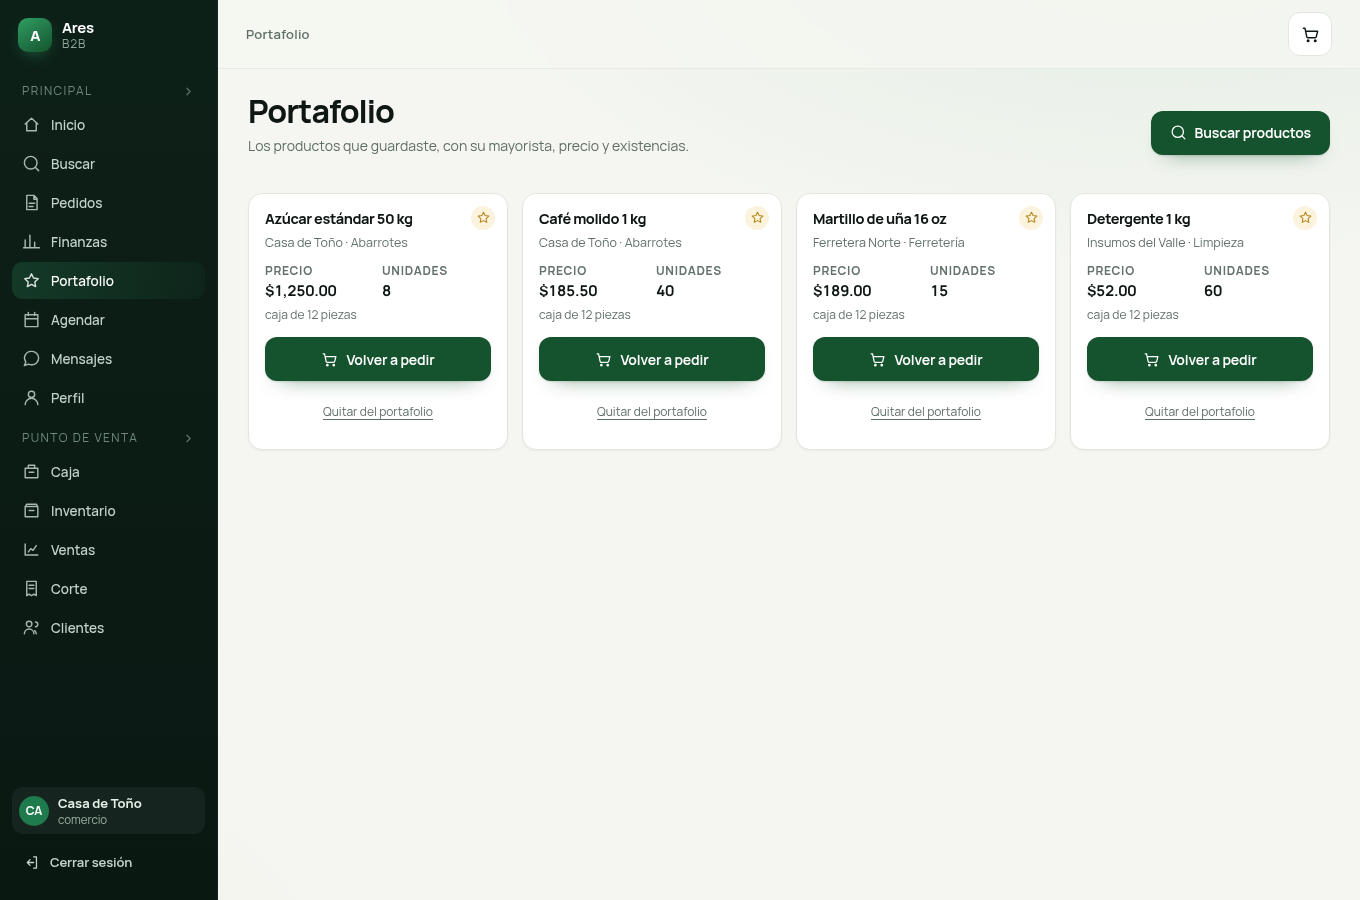 A
Ares
B2B
PRINCIPAL
Inicio
Buscar
Pedidos
Finanzas
Portafolio
Agendar
Mensajes
Perfil
PUNTO DE VENTA
Caja
Inventario
Ventas
Corte
Clientes
CA
Casa de Toño
comercio
Cerrar sesión
Portafolio
Portafolio
Los productos que guardaste, con su mayorista, precio y existencias.
Buscar productos
Azúcar estándar 50 kg
Casa de Toño · Abarrotes
PRECIO UNIDADES
$1,250.00 8
caja de 12 piezas
Volver a pedir
Quitar del portafolio
Café molido 1 kg
Casa de Toño · Abarrotes
PRECIO UNIDADES
$185.50 40
caja de 12 piezas
Volver a pedir
Quitar del portafolio
Martillo de uña 16 oz
Ferretera Norte · Ferretería
PRECIO UNIDADES
$189.00 15
caja de 12 piezas
Volver a pedir
Quitar del portafolio
Detergente 1 kg
Insumos del Valle · Limpieza
PRECIO UNIDADES
$52.00 60
caja de 12 piezas
Volver a pedir
Quitar del portafolio